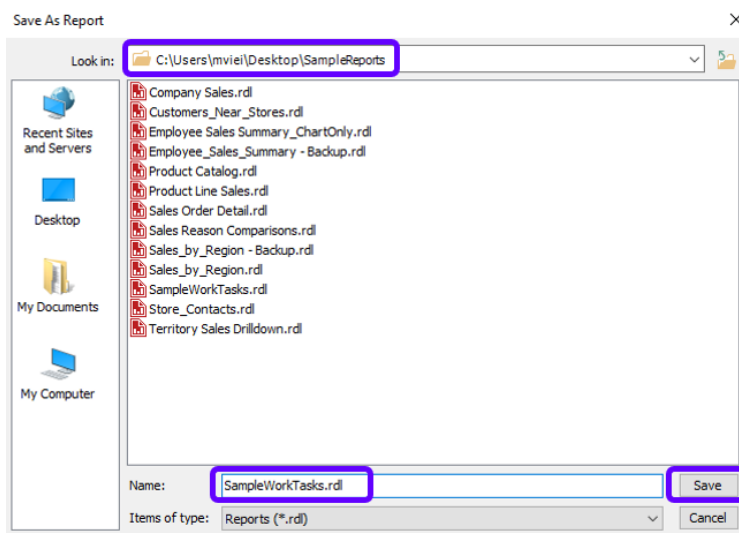 Save As Report
Look in:
C:\Users\mviei\Desktop\SampleReports
Recent Sites
and Servers
Desktop
My Documents
My Computer
Company Sales.rdl
Customers_Near_Stores.rdl
Employee Sales Summary_ChartOnly.rdl
Employee_Sales_Summary - Backup.rdl
Product Catalog.rdl
Product Line Sales.rdl
Sales Order Detail.rdl
Sales Reason Comparisons.rdl
Sales_by_Region - Backup.rdl
Sales_by_Region.rdl
SampleWorkTasks.rdl
Store_Contacts.rdl
Territory Sales Drilldown.rdl
Name:
SampleWorkTasks.rdl
Save
Items of type:
Reports (*.rdl)
Cancel